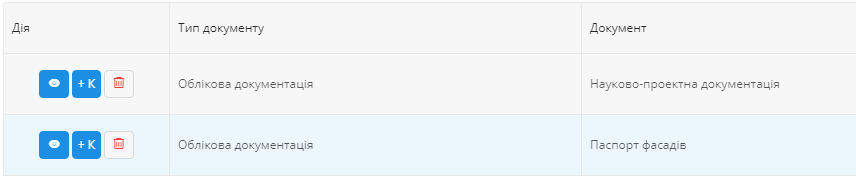 Дія Тип документу Документ
+ К Облікова документація Науково-проектна документація
+ К Облікова документація Паспорт фасадів